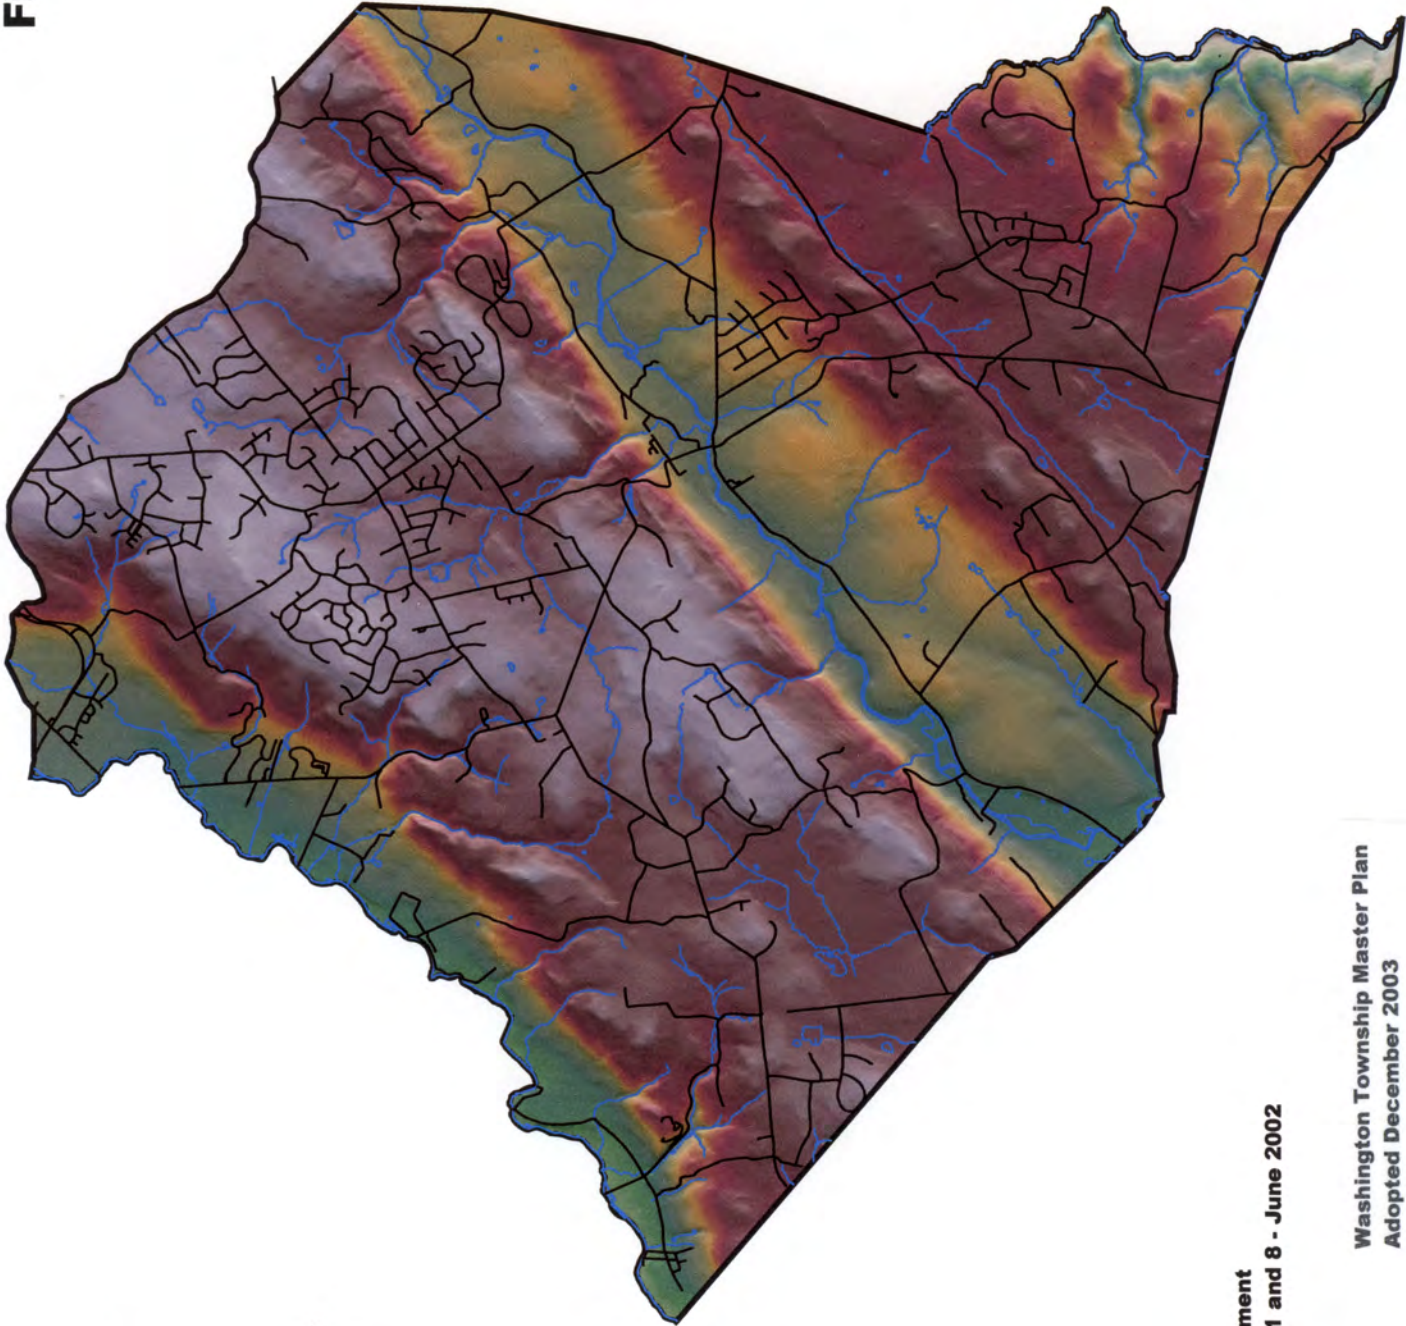 F
ment
1 and 8 - June 2002
Washington Township Master Plan
Adopted December 2003